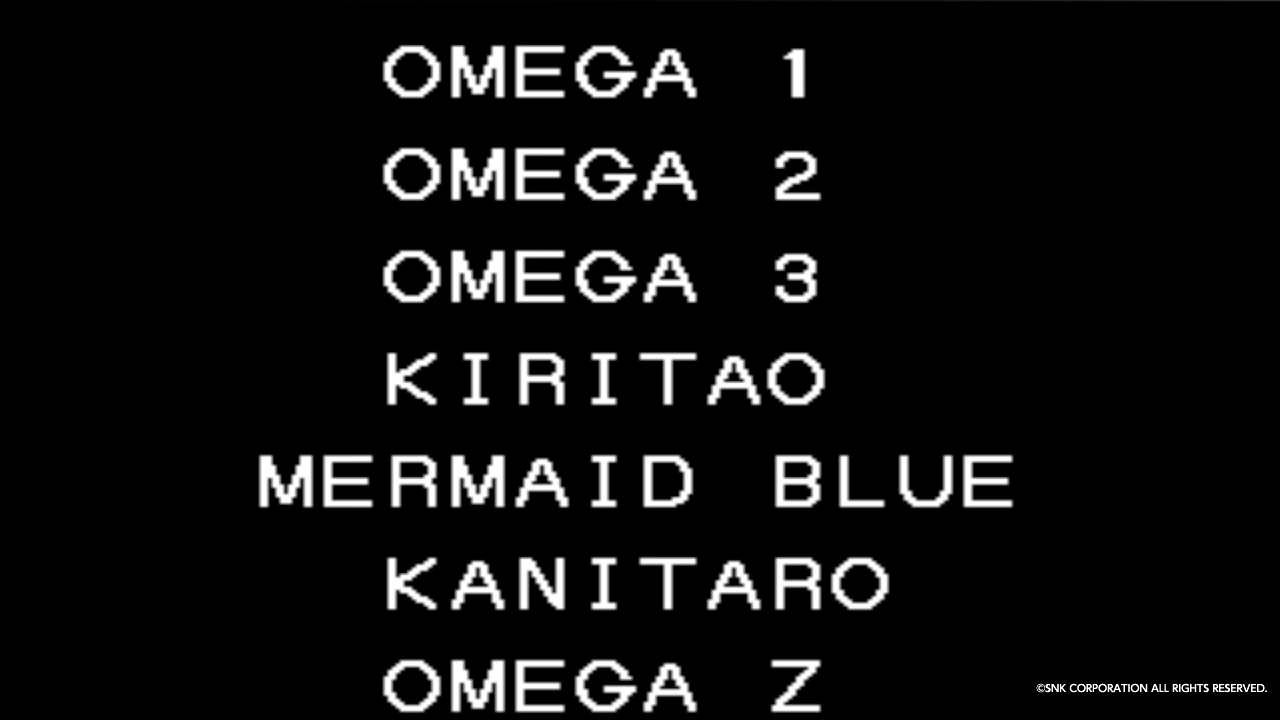 OMEGA 1
OMEGA 2
OMEGA 3
KIRITAO
MERMAID BLUE
KANITARO
OMEGA Z
©SNK CORPORATION ALL RIGHTS RESERVED.